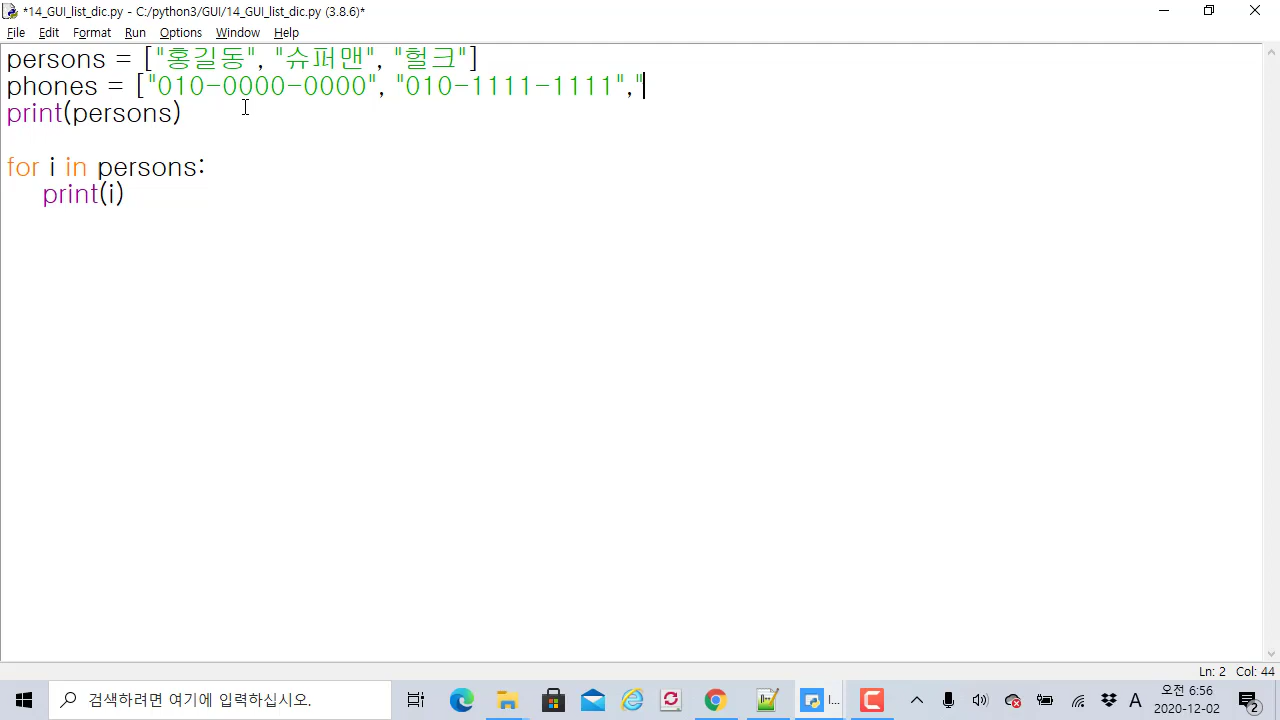 *14_GUI_list_dic.py - C:/python3/GUI/14_GUI_list_dic.py (3.8.6)*
File Edit Format Run Options Window Help
persons = ["홍길동", "슈퍼맨", "헐크"]
phones = ["010-0000-0000", "010-1111-1111","
print(persons)
for i in persons:
print(i)
Ln: 2 Col: 44
검색하려면 여기에 입력하십시오.
I...
A
오전 6:56
2020-12-02
2